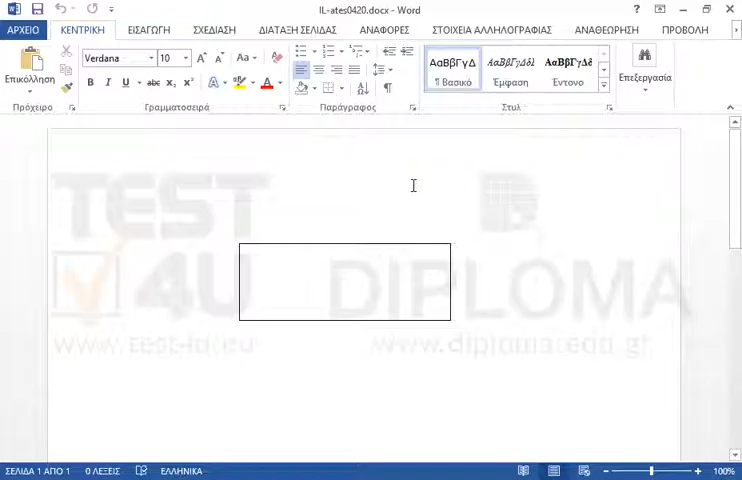 IL-ates0420.docx - Word
ΑΡΧΕΙΟ ΚΕΝΤΡΙΚΗ ΕΙΣΑΓΩΓΗ ΣΧΕΔΙΑΣΗ ΔΙΑΤΑΞΗ ΣΕΛΙΔΑΣ ΑΝΑΦΟΡΕΣ ΣΤΟΙΧΕΙΑ ΑΛΛΗΛΟΓΡΑΦΙΑΣ ΑΝΑΘΕΩΡΗΣΗ ΠΡΟΒΟΛΗ
Επικόλληση
Πρόχειρο
Verdana 10
Γραμματοσειρά
Παράγραφος
ΑαΒβΓγΔ ΑαΒβΓγΔδΙ ΑαΒβΓγΔδ
¶ Βασικό Έμφαση Έντονο
Στυλ
Επεξεργασία
TEST
4U
www.test4u.eu
DIPLOMA
www.diploma.edu.gr
ΣΕΛΙΔΑ 1 ΑΠΟ 1 0 ΛΕΞΕΙΣ ΕΛΛΗΝΙΚΑ 100%